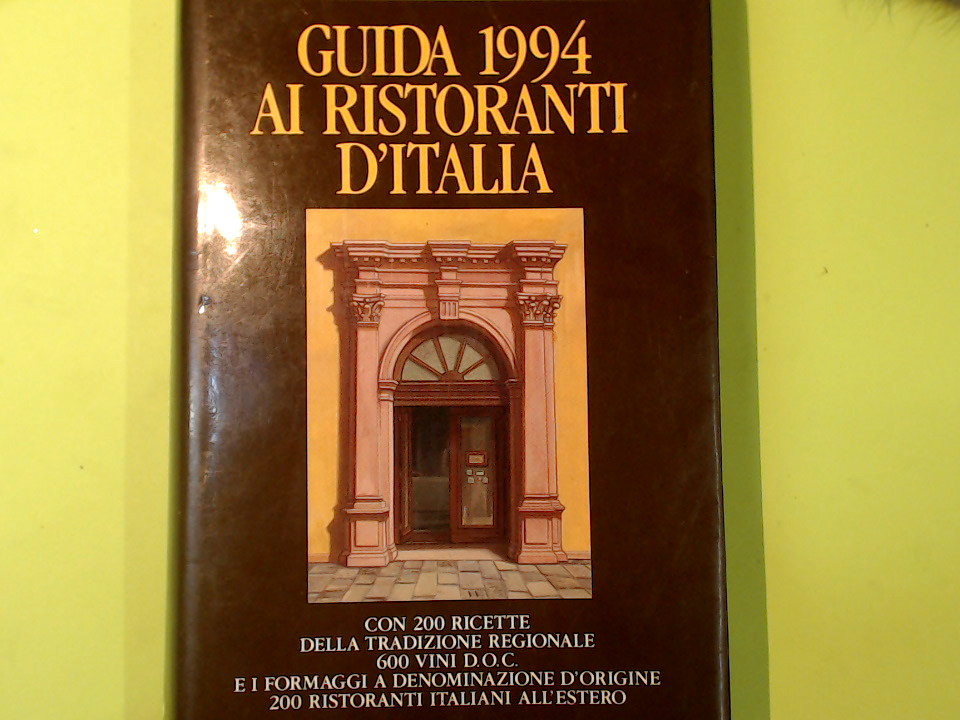 GUIDA 1994
AI RISTORANTI
D'ITALIA
CON 200 RICETTE
DELLA TRADIZIONE REGIONALE
600 VINI D.O.C.
E I FORMAGGI A DENOMINAZIONE D'ORIGINE
200 RISTORANTI ITALIANI ALL'ESTERO